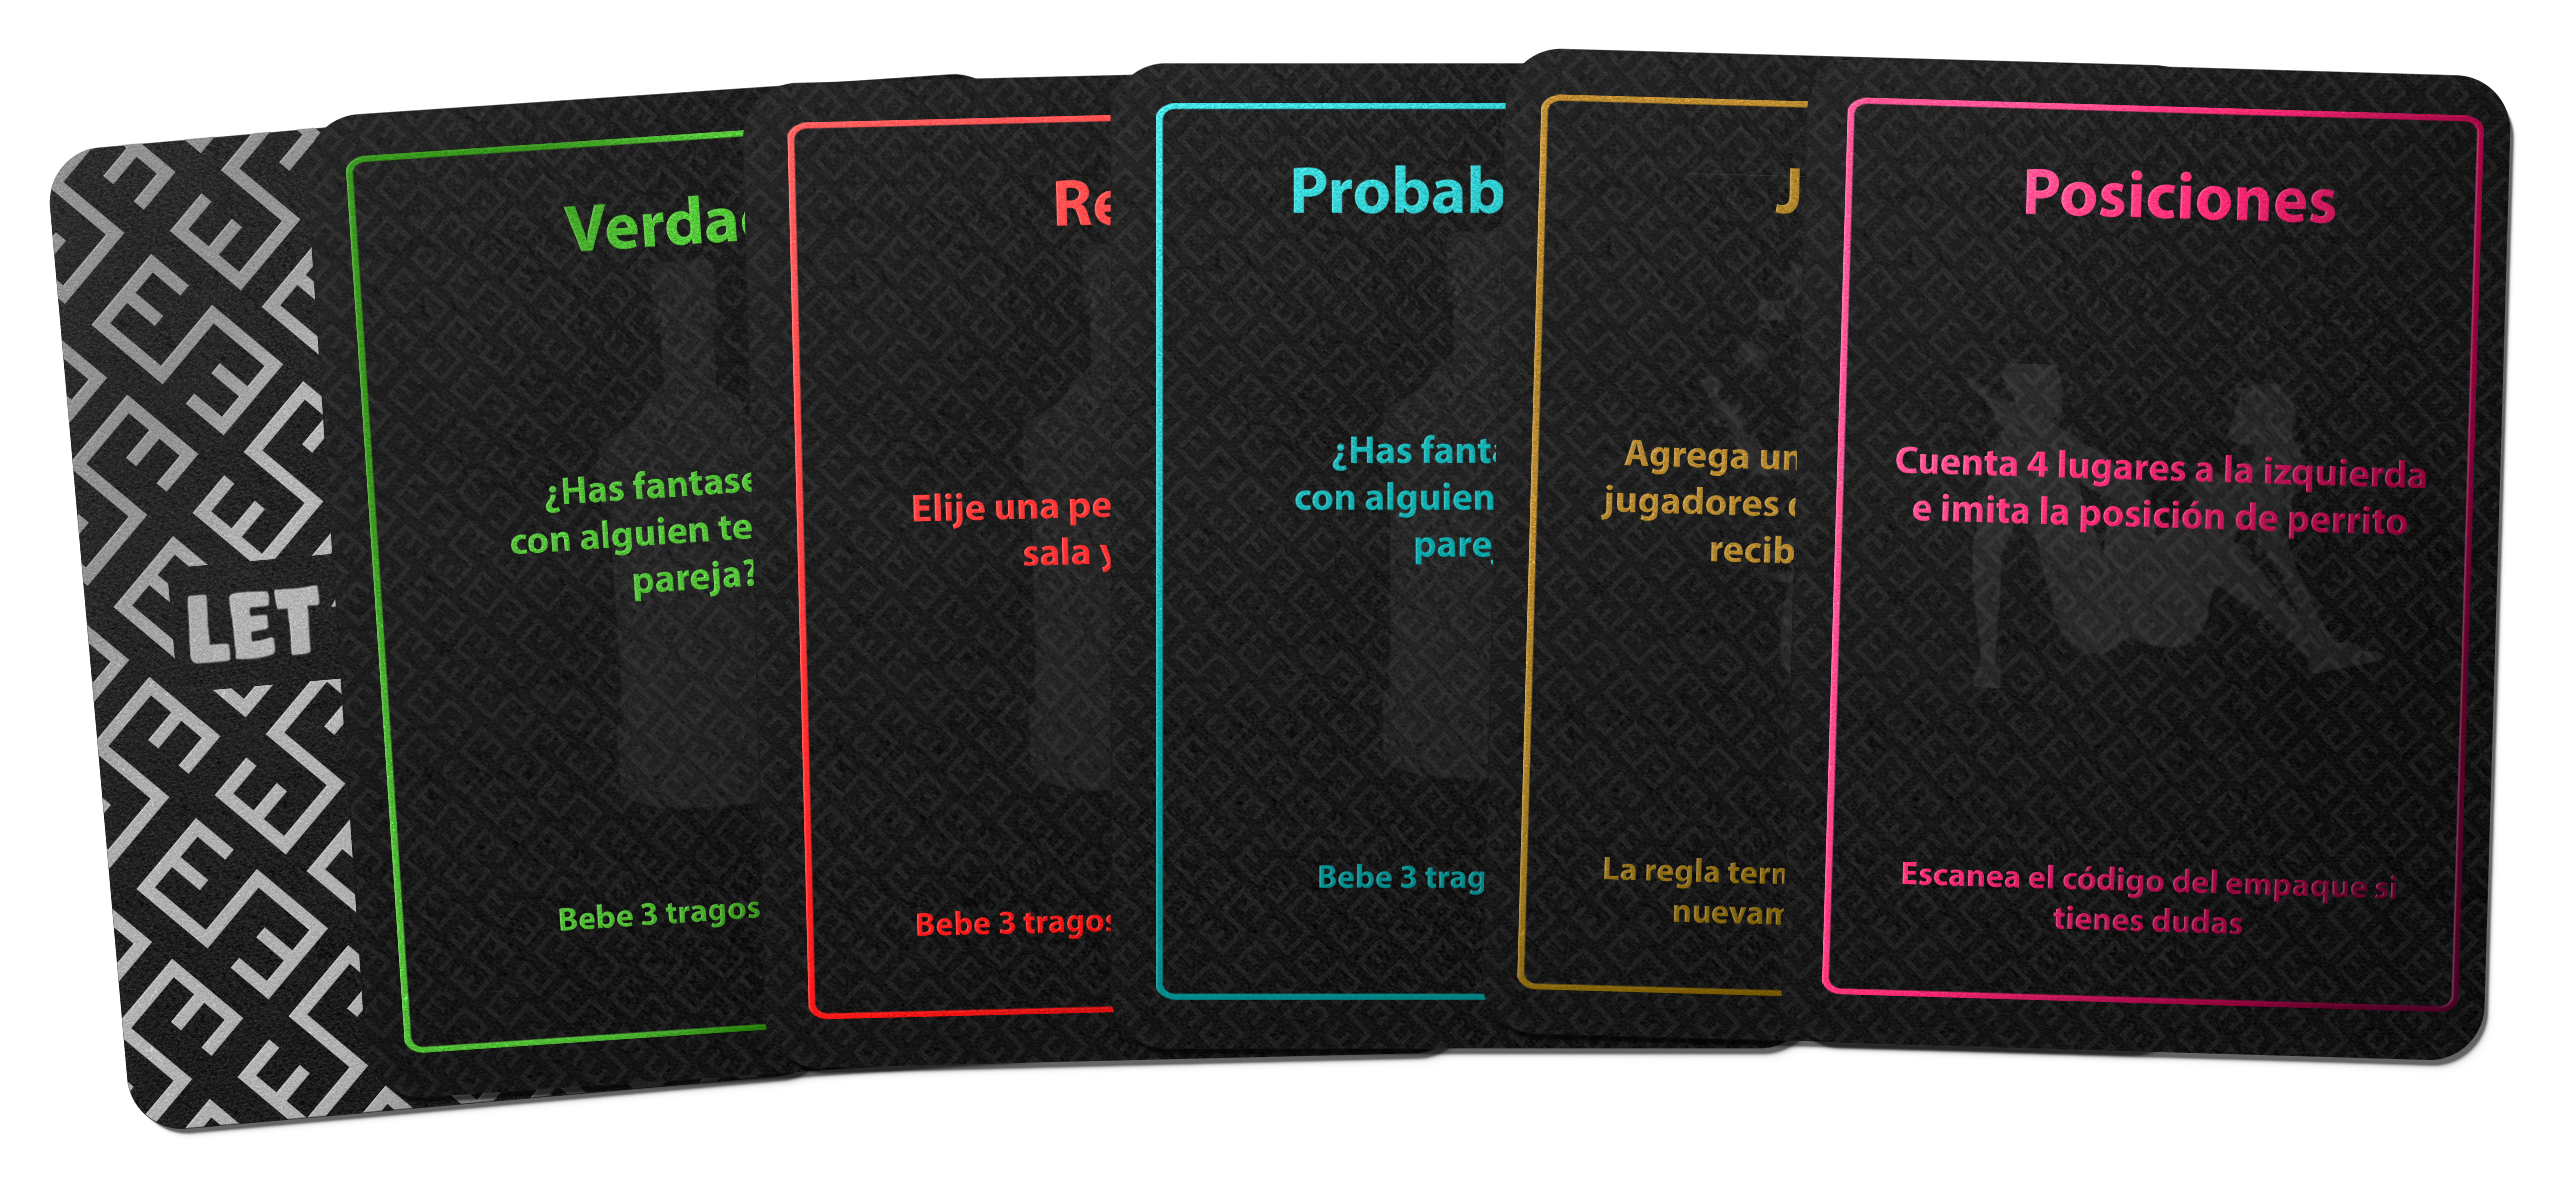 LET
Verda
¿Has fantase
con alguien te
pareja?
Bebe 3 tragos
Re
Elije una pe
sala y
Bebe 3 tragos
Probab
¿Has fant
con alguien
pare
Bebe 3 trag
J
Agrega un
jugadores
recib
La regla tern
nuevam
Posiciones
Cuenta 4 lugares a la izquierda
e imita la posición de perrito
Escanea el código del empaque si
tienes dudas